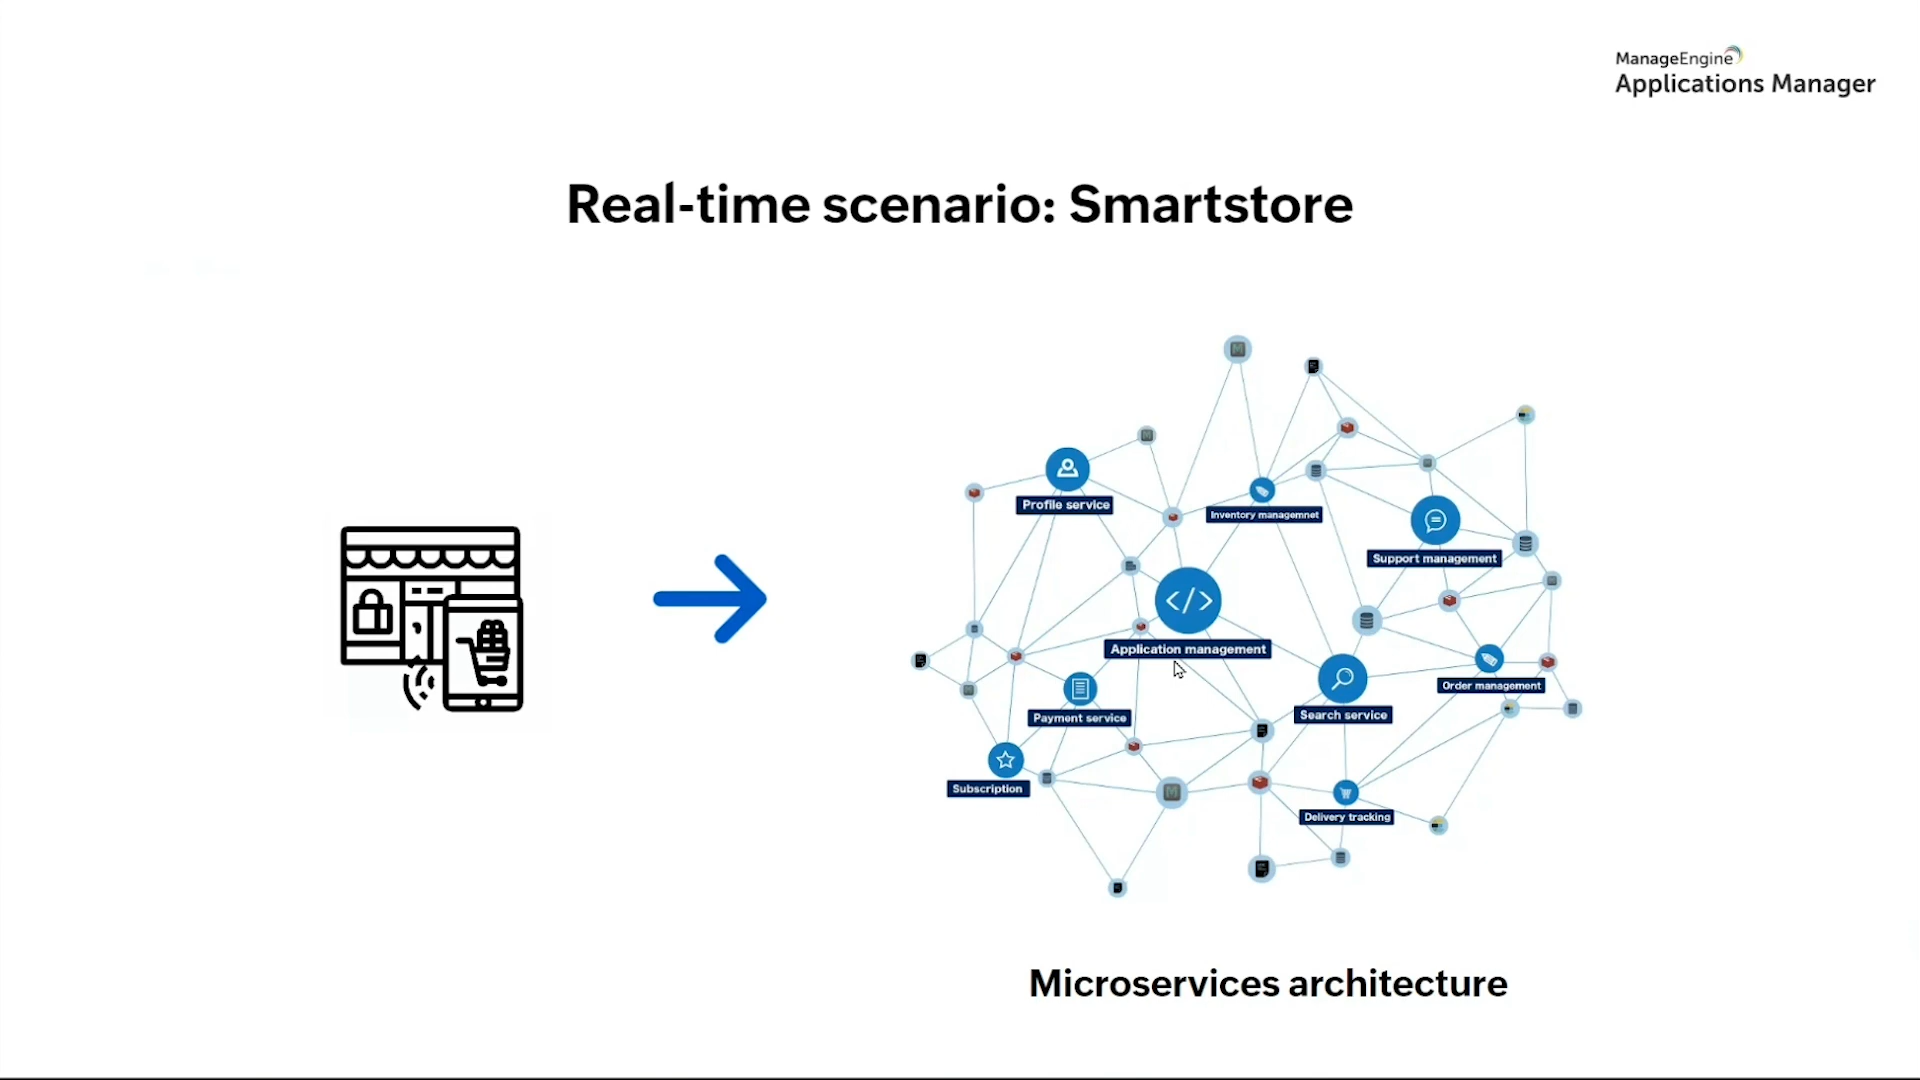 ManageEngine
Applications Manager
Real-time scenario: Smartstore
Profile service
Inventory managemnet
Support management
Application management
Search service
Order management
Payment service
Subscription
Delivery tracking
Microservices architecture